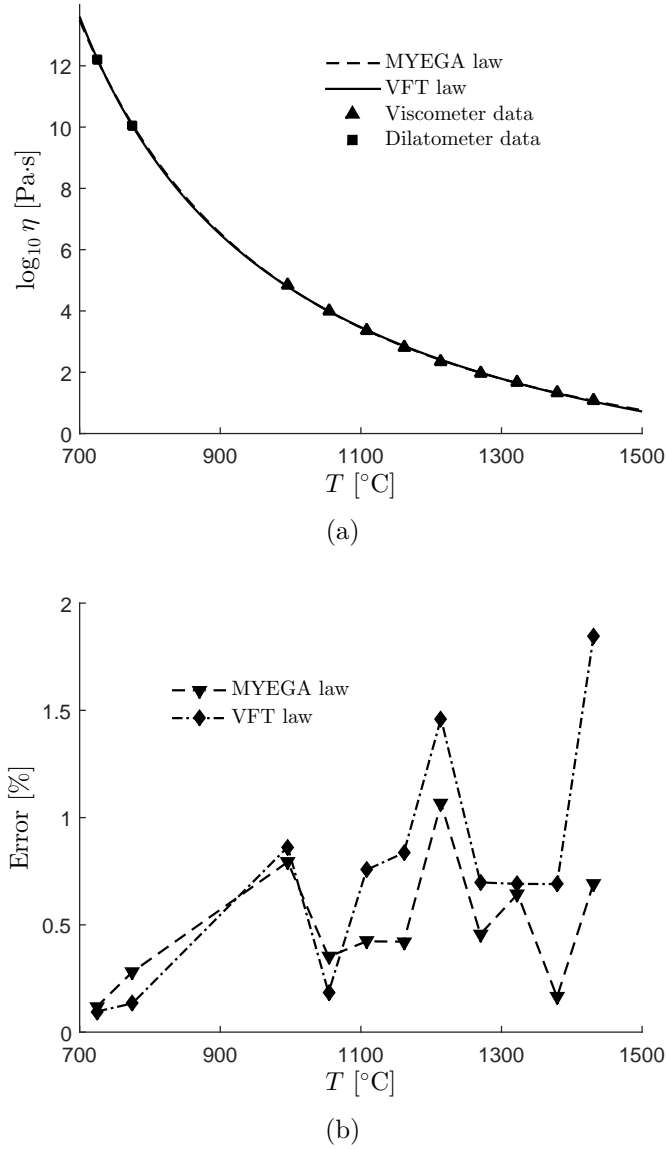 12
10
8
6
4
2
0
log₁₀ η [Pa·s]
MYEGA law
VFT law
Viscometer data
Dilatometer data
700 900 1100 1300 1500
T [°C]
(a)
2
1.5
1
0.5
0
Error [%]
MYEGA law
VFT law
700 900 1100 1300 1500
T [°C]
(b)